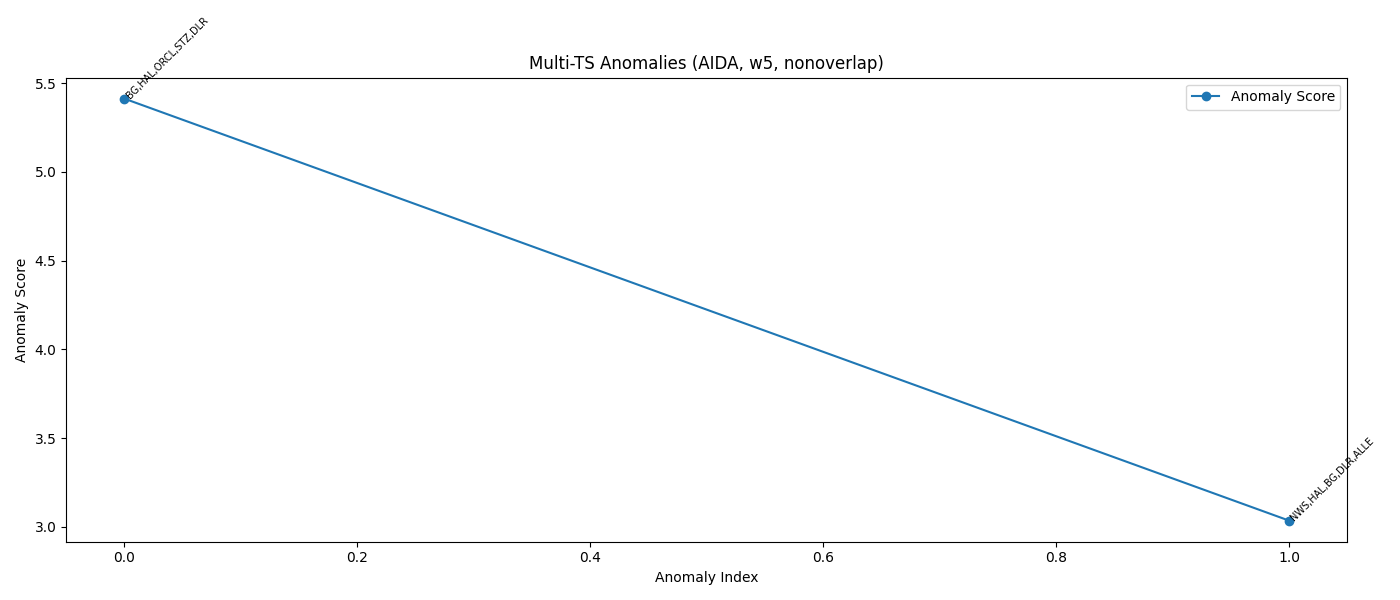 BG,HAL,ORCL,STZ,DLR
Multi-TS Anomalies (AIDA, w5, nonoverlap)
Anomaly Score
5.5
5.0
4.5
4.0
3.5
3.0
Anomaly Score
NWS,HAL,BG,DLR,ALLE
0.0
0.2
0.4
0.6
0.8
1.0
Anomaly Index